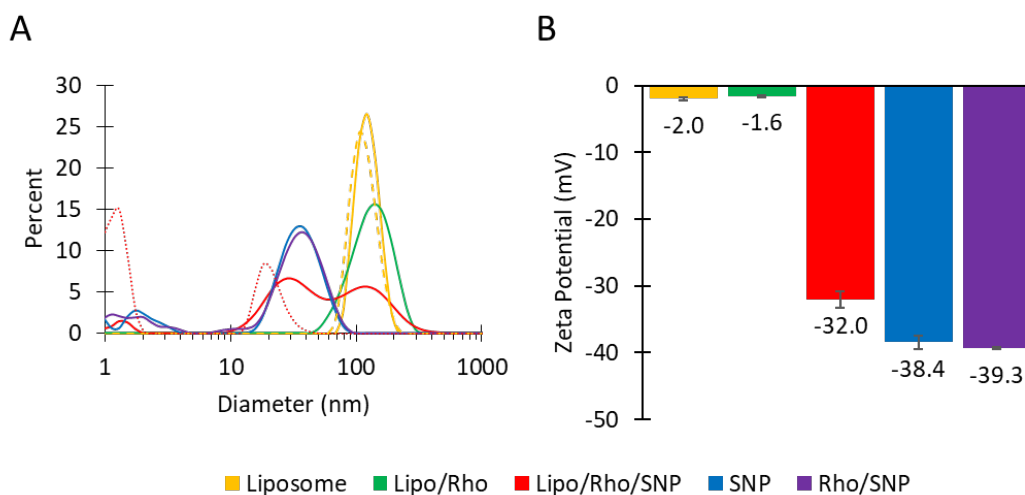 A
30
25
20
15
10
5
0
Percent
1 10 100 1000
Diameter (nm)
B
0
-10
-20
-30
-40
-50
Zeta Potential (mV)
-2.0 -1.6 -32.0 -38.4 -39.3
Liposome Lipo/Rho Lipo/Rho/SNP SNP Rho/SNP